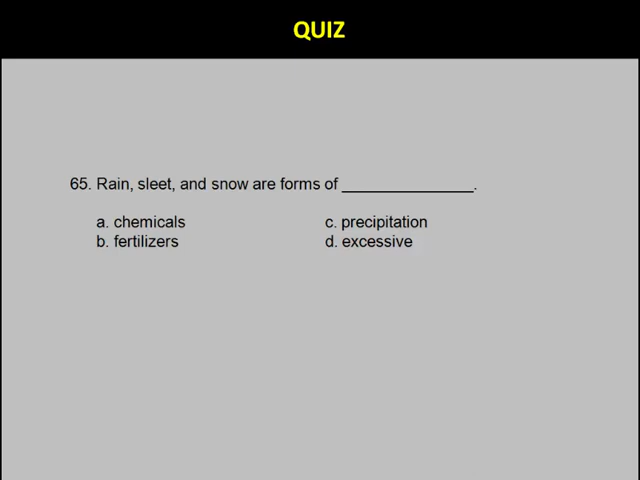 QUIZ
65. Rain, sleet, and snow are forms of _______________.
a. chemicals
b. fertilizers
c. precipitation
d. excessive